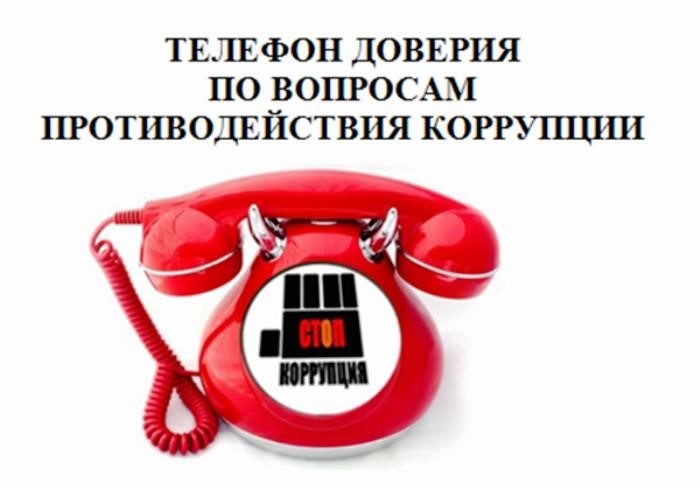 ТЕЛЕФОН ДОВЕРИЯ
ПО ВОПРОСАМ
ПРОТИВОДЕЙСТВИЯ КОРРУПЦИИ
СТОП
КОРРУПЦИЯ